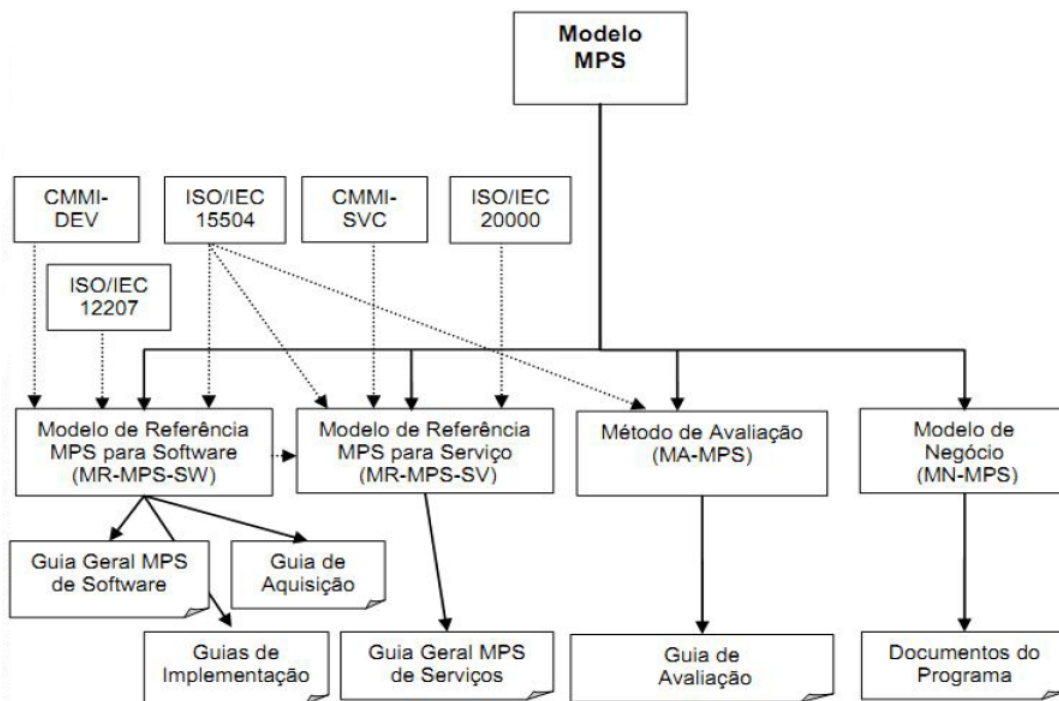 Modelo
MPS
CMMI-
DEV
ISO/IEC
15504
CMMI-
SVC
ISO/IEC
20000
ISO/IEC
12207
Modelo de Referência
MPS para Software
(MR-MPS-SW)
Modelo de Referência
MPS para Serviço
(MR-MPS-SV)
Método de Avaliação
(MA-MPS)
Modelo de
Negócio
(MN-MPS)
Guia Geral MPS
de Software
Guia de
Aquisição
Guias de
Implementação
Guia Geral MPS
de Serviços
Guia de
Avaliação
Documentos do
Programa